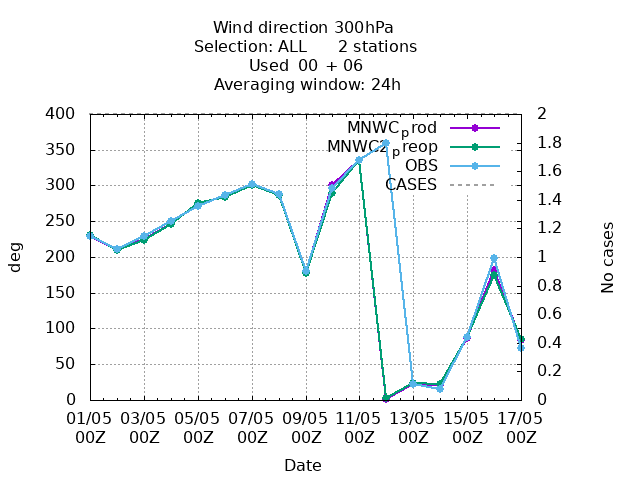 Wind direction 300hPa
Selection: ALL 2 stations
Used 00 + 06
Averaging window: 24h
400
350
300
250
200
150
100
50
0
deg
2
1.8
1.6
1.4
1.2
1
0.8
0.6
0.4
0.2
0
No cases
MNWC_prod
MNWC2_preop
OBS
CASES
01/05 03/05 05/05 07/05 09/05 11/05 13/05 15/05 17/05
00Z 00Z 00Z 00Z 00Z 00Z 00Z 00Z 00Z
Date